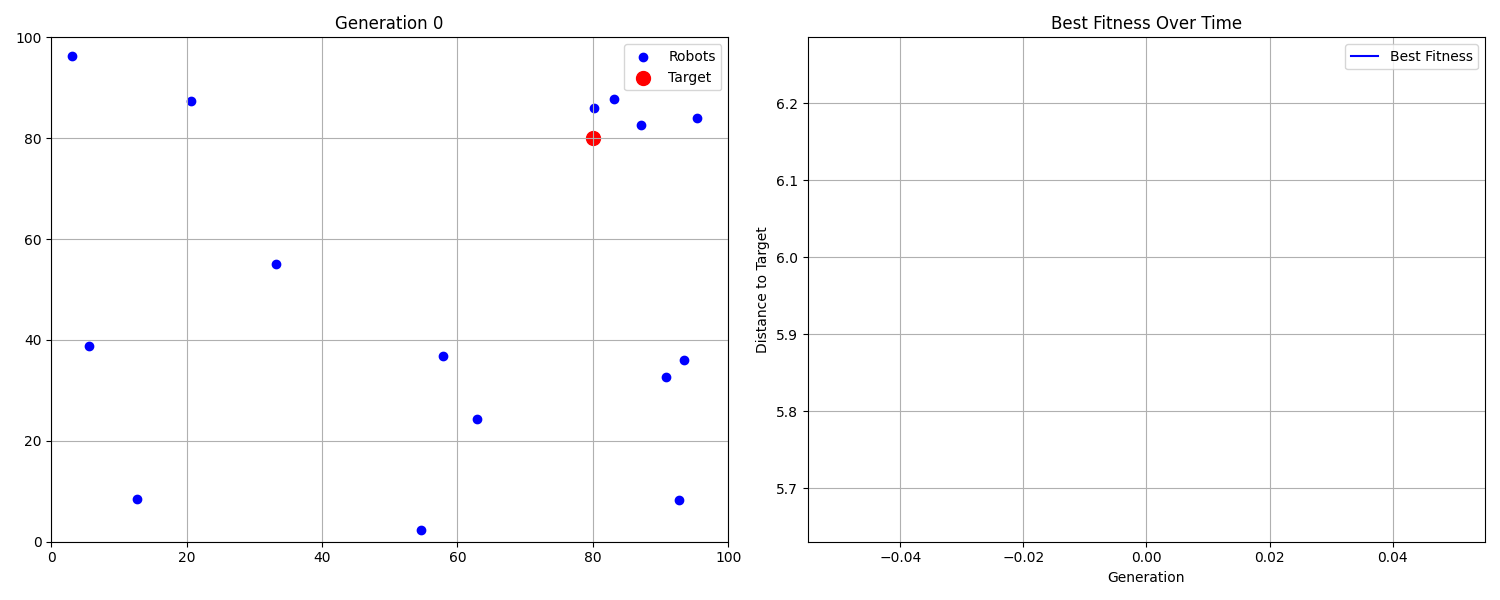 Generation 0
100
80
60
40
20
0
0 20 40 60 80 100
Robots
Target
Best Fitness Over Time
Distance to Target
6.2
6.1
6.0
5.9
5.8
5.7
−0.04 −0.02 0.00 0.02 0.04
Generation
Best Fitness